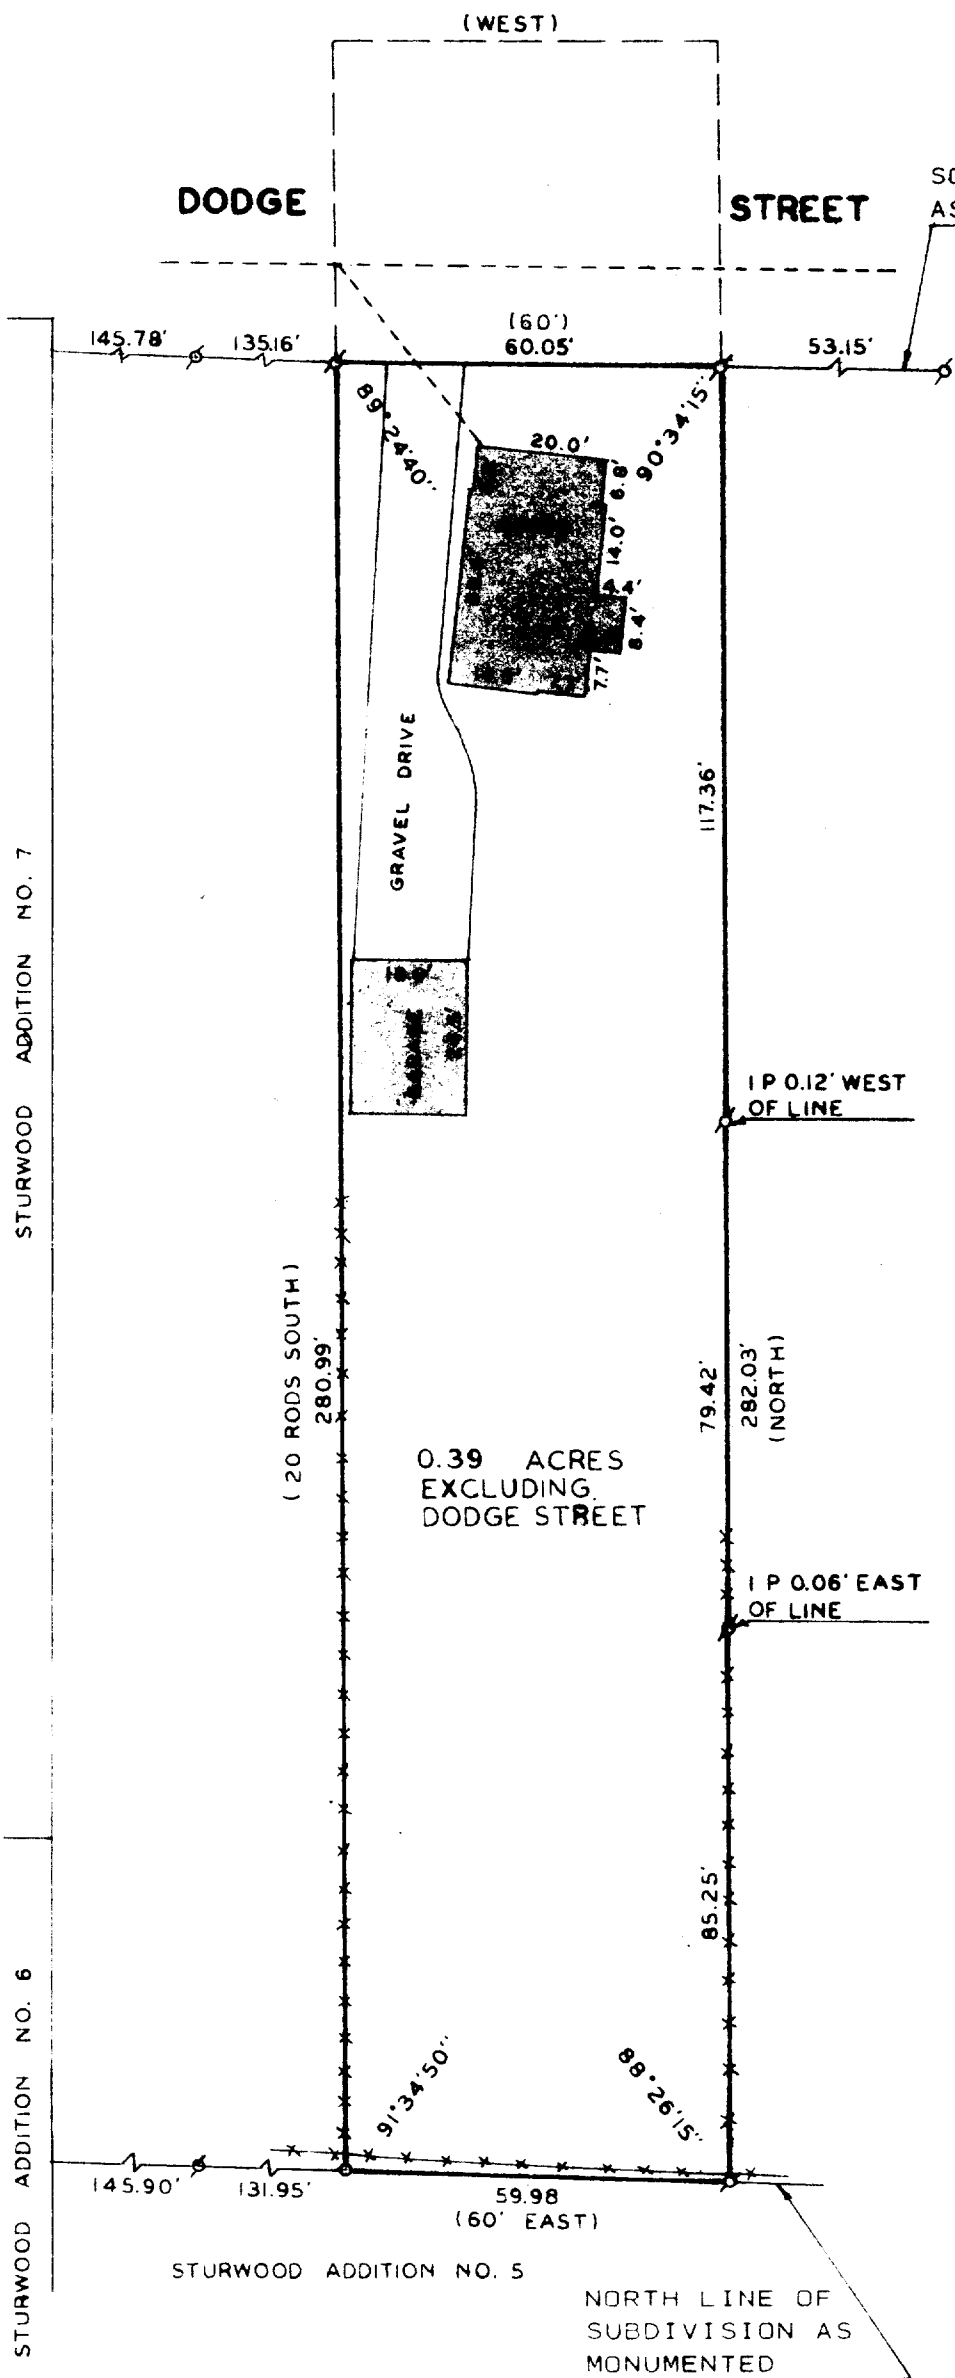 (WEST)
DODGE STREET
145.78'
135.16'
(60')
60.05'
53.15'
89°24'40"
90°34'15"
20.0'
6.8'
14.0'
4.4'
8.4'
7.7'
GRAVEL DRIVE
117.36'
STURWOOD ADDITION NO. 7
I P 0.12' WEST
OF LINE
(20 RODS SOUTH)
280.99'
79.42'
282.03'
(NORTH)
0.39 ACRES
EXCLUDING
DODGE STREET
I P 0.06' EAST
OF LINE
85.25'
91°34'50"
88°26'15"
STURWOOD ADDITION NO. 6
145.90'
131.95'
59.98
(60' EAST)
STURWOOD ADDITION NO. 5
NORTH LINE OF
SUBDIVISION AS
MONUMENTED